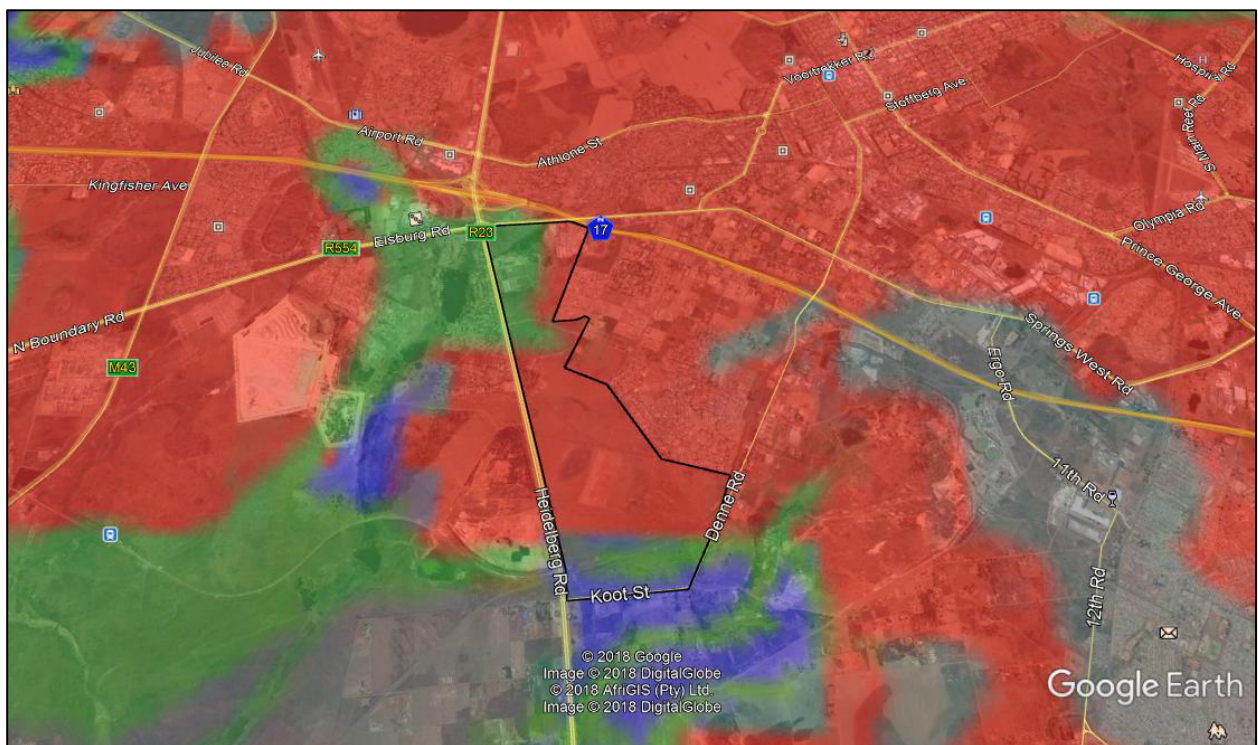 Jubilee Rd
Voortrekker Rd
Hospital Rd
Stoffberg Ave
S Main Reef Rd
Airport Rd
Athlone St
Kingfisher Ave
Olympia Rd
17
R23
Elsburg Rd
R554
Prince George Ave
N Boundary Rd
Springs West Rd
M43
Ergo Rd
11th Rd
Denne Rd
Heidelberg Rd
Koot St
12th Rd
© 2018 Google
Image © 2018 DigitalGlobe
© 2018 AfriGIS (Pty) Ltd.
Image © 2018 DigitalGlobe
Google Earth